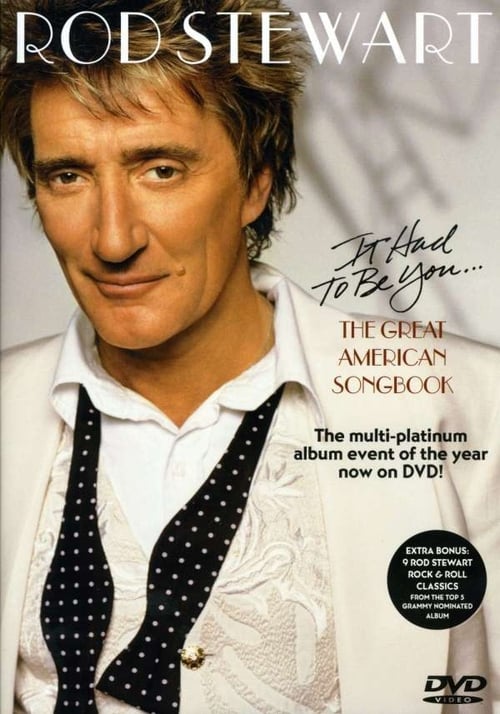 ROD STEWART
It Had
To Be You...
THE GREAT
AMERICAN
SONGBOOK
The multi-platinum
album event of the year
now on DVD!
EXTRA BONUS:
9 ROD STEWART
ROCK & ROLL
CLASSICS
FROM THE TOP 5
GRAMMY NOMINATED
ALBUM
DVD
VIDEO